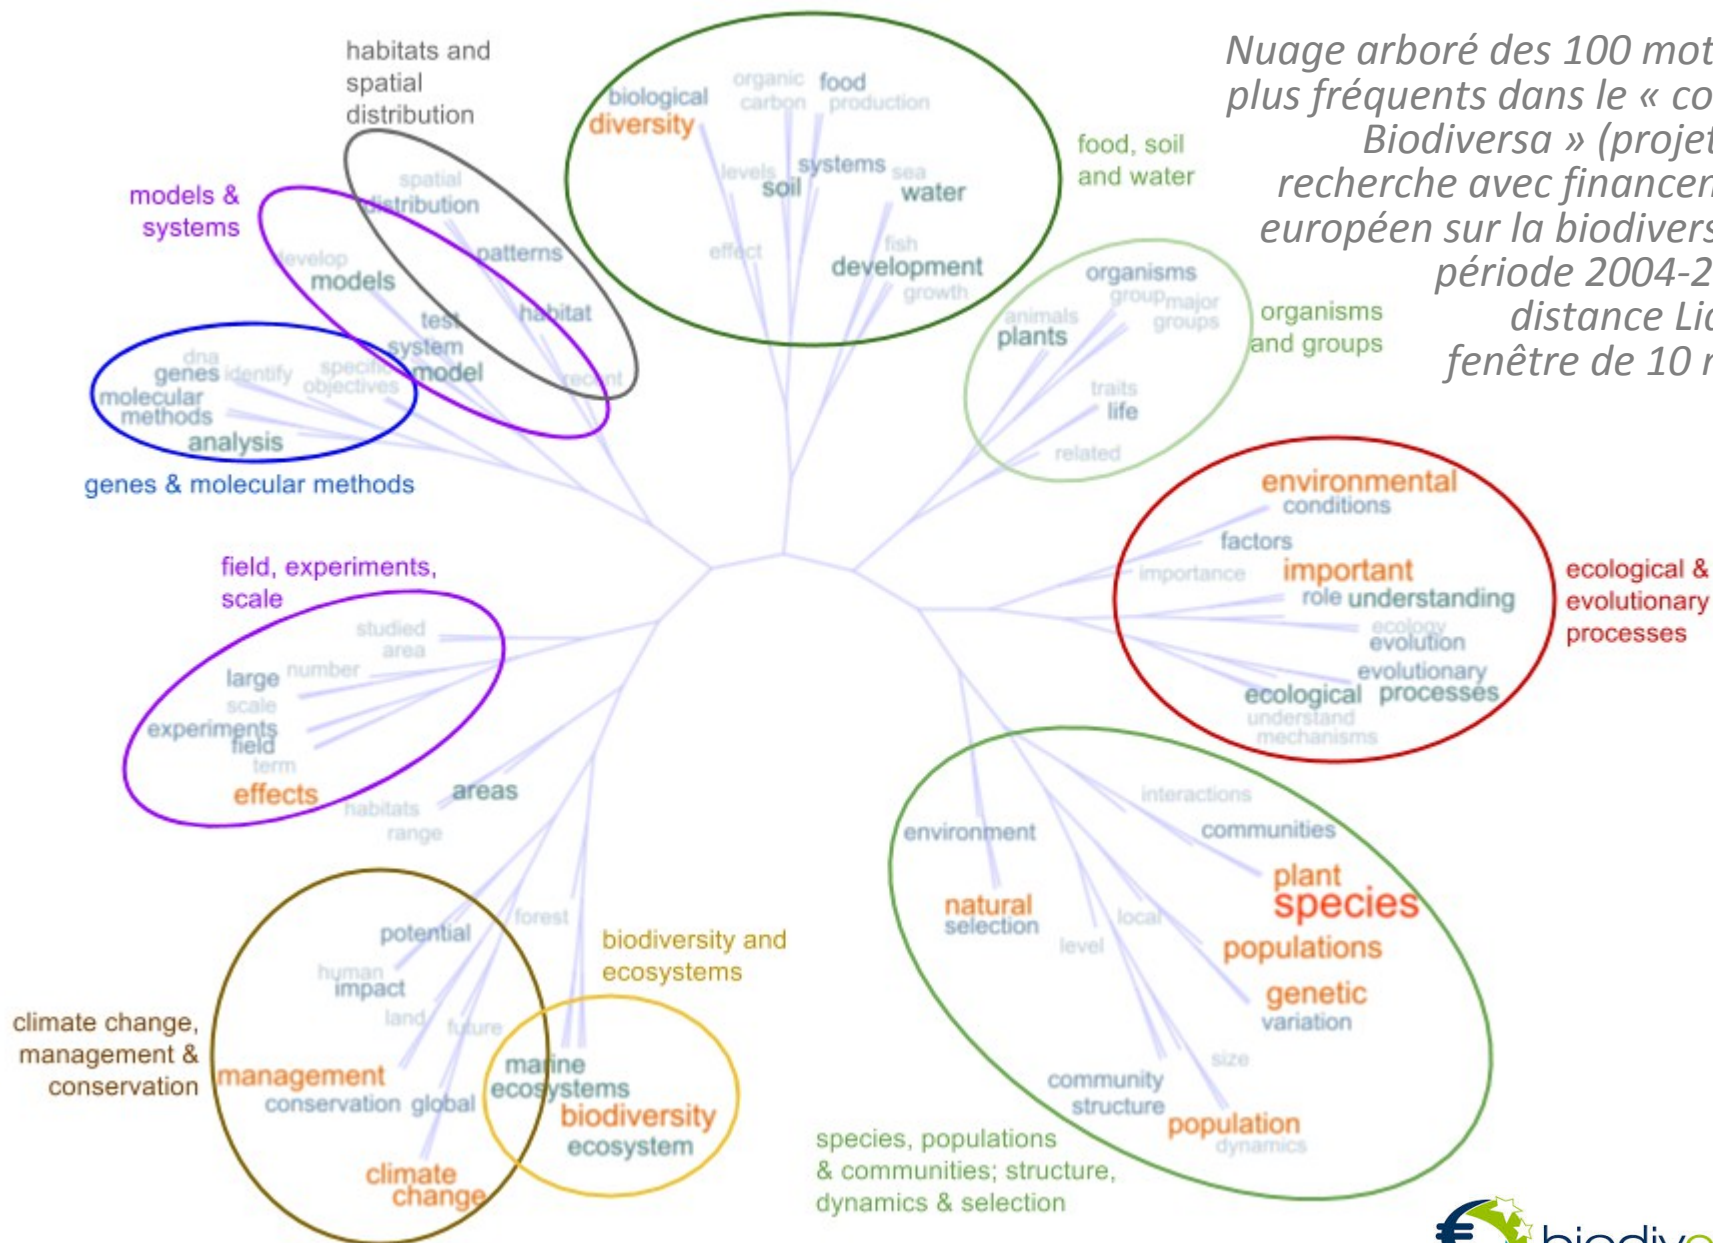 Nuage arboré des 100 mot
plus fréquents dans le « co
Biodiversa » (projet
recherche avec financen
européen sur la biodivers
période 2004-2
distance Lid
fenêtre de 10 r
habitats and
spatial
distribution
spatial
distribution
patterns
habitat
recent
models &
systems
develop
models
test
system
model
dna
genes identify
specific
objectives
molecular
methods
analysis
genes & molecular methods
biological
diversity
organic
carbon
food
production
levels
soil
systems
sea
water
effect
fish
development
growth
food, soil
and water
organisms
group major
groups
animals
plants
traits
life
related
organisms
and groups
environmental
conditions
factors
importance
important
role understanding
ecology
evolution
evolutionary
ecological processes
understand
mechanisms
ecological &
evolutionary
processes
field, experiments,
scale
studied
area
number
large
scale
experiments
field
term
effects
areas
habitats
range
interactions
communities
environment
plant
species
natural
selection
local
level
populations
genetic
variation
size
community
structure
population
dynamics
species, populations
& communities; structure,
dynamics & selection
potential
forest
human
impact
land
future
management
conservation global
climate
change
climate change,
management &
conservation
biodiversity and
ecosystems
marine
ecosystems
biodiversity
ecosystem